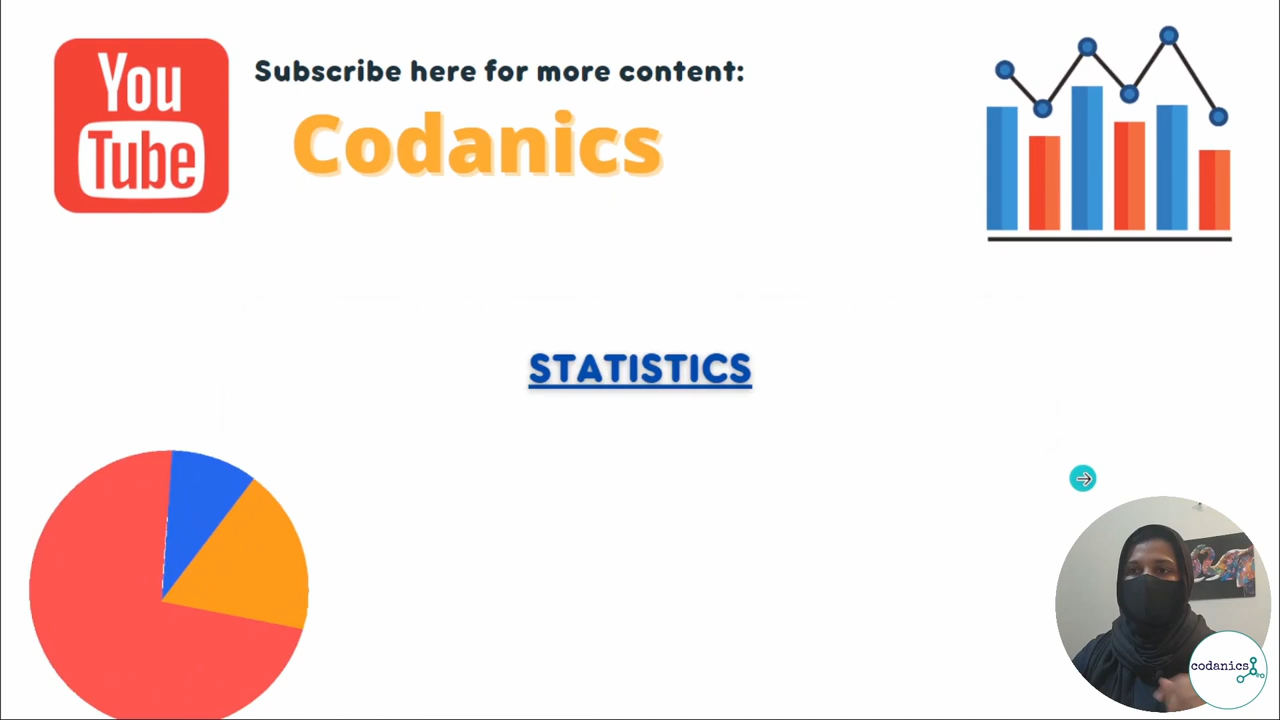 You
Tube
Subscribe here for more content:
Codanics
STATISTICS
codanics